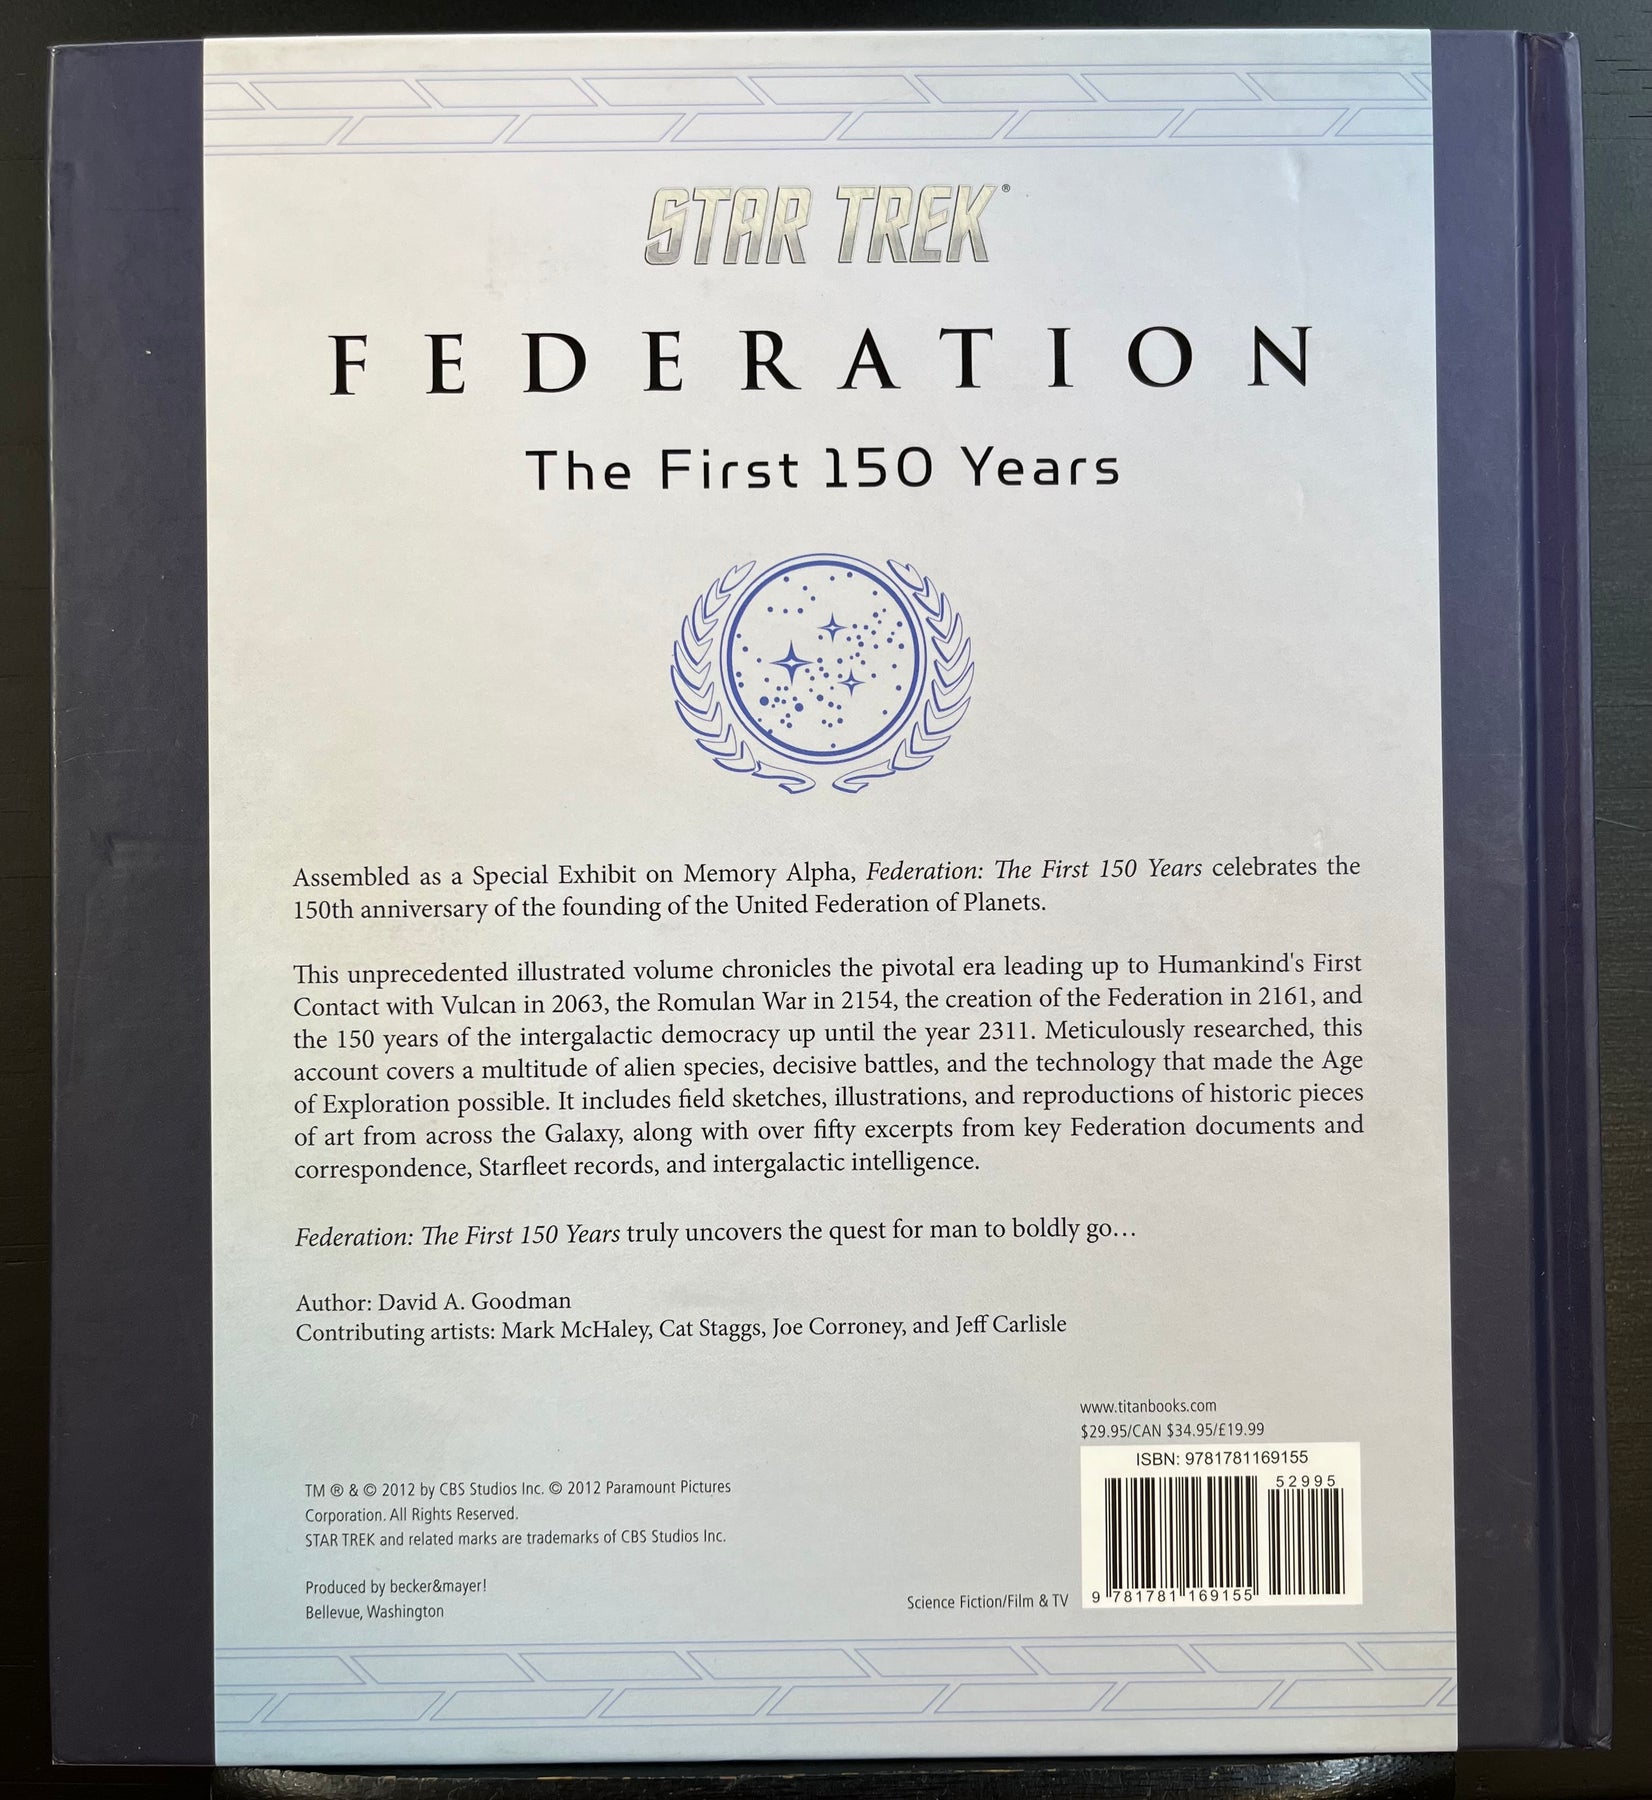 STAR TREK®
FEDERATION
The First 150 Years
Assembled as a Special Exhibit on Memory Alpha, Federation: The First 150 Years celebrates the
150th anniversary of the founding of the United Federation of Planets.
This unprecedented illustrated volume chronicles the pivotal era leading up to Humankind's First
Contact with Vulcan in 2063, the Romulan War in 2154, the creation of the Federation in 2161, and
the 150 years of the intergalactic democracy up until the year 2311. Meticulously researched, this
account covers a multitude of alien species, decisive battles, and the technology that made the Age
of Exploration possible. It includes field sketches, illustrations, and reproductions of historic pieces
of art from across the Galaxy, along with over fifty excerpts from key Federation documents and
correspondence, Starfleet records, and intergalactic intelligence.
Federation: The First 150 Years truly uncovers the quest for man to boldly go…
Author: David A. Goodman
Contributing artists: Mark McHaley, Cat Staggs, Joe Corroney, and Jeff Carlisle
www.titanbooks.com
$29.95/CAN $34.95/£19.99
ISBN: 9781781169155
52995
9 781781 169155
TM ® & © 2012 by CBS Studios Inc. © 2012 Paramount Pictures
Corporation. All Rights Reserved.
STAR TREK and related marks are trademarks of CBS Studios Inc.
Produced by becker&mayer!
Bellevue, Washington
Science Fiction/Film & TV